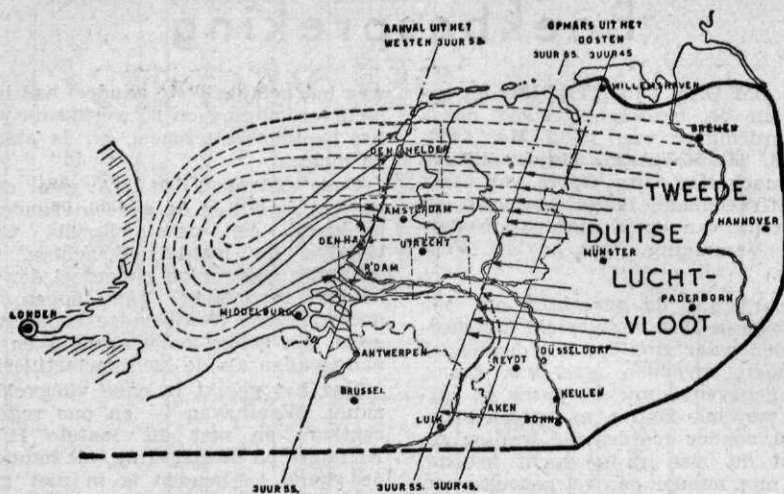 AANVAL UIT HET
WESTEN 3UUR 55.
OPMARS UIT HET
OOSTEN
3UUR 55. 3UUR 45
WILLEMSHAVEN
BREMEN
DEN HELDER
TWEEDE
HANNOVER
AMSTERDAM
DEN HAAG
UTRECHT
DUITSE
MÜNSTER
R'DAM
LUCHT-
PADERBORN
LONDEN
MIDDELBURG
VLOOT
ANTWERPEN
DÜSSELDORF
REYDT
BRUSSEL
KEULEN
AKEN
LUIK
BONN
3UUR 55.
3UUR 55.
3UUR 45.